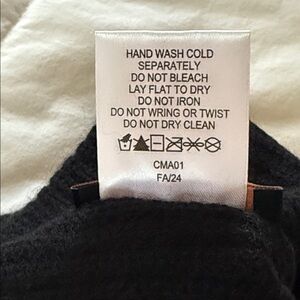 HAND WASH COLD
SEPARATELY
DO NOT BLEACH
LAY FLAT TO DRY
DO NOT IRON
DO NOT WRING OR TWIST
DO NOT DRY CLEAN
CMA01
FA/24